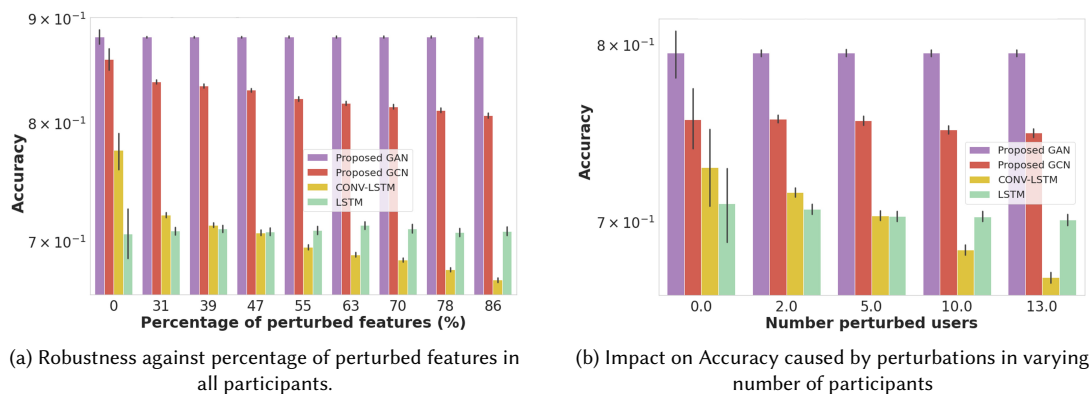 9 × 10⁻¹
8 × 10⁻¹
7 × 10⁻¹
Accuracy
Proposed GAN
Proposed GCN
CONV-LSTM
LSTM
0 31 39 47 55 63 70 78 86
Percentage of perturbed features (%)
(a) Robustness against percentage of perturbed features in
all participants.
8 × 10⁻¹
7 × 10⁻¹
Accuracy
Proposed GAN
Proposed GCN
CONV-LSTM
LSTM
0.0 2.0 5.0 10.0 13.0
Number perturbed users
(b) Impact on Accuracy caused by perturbations in varying
number of participants